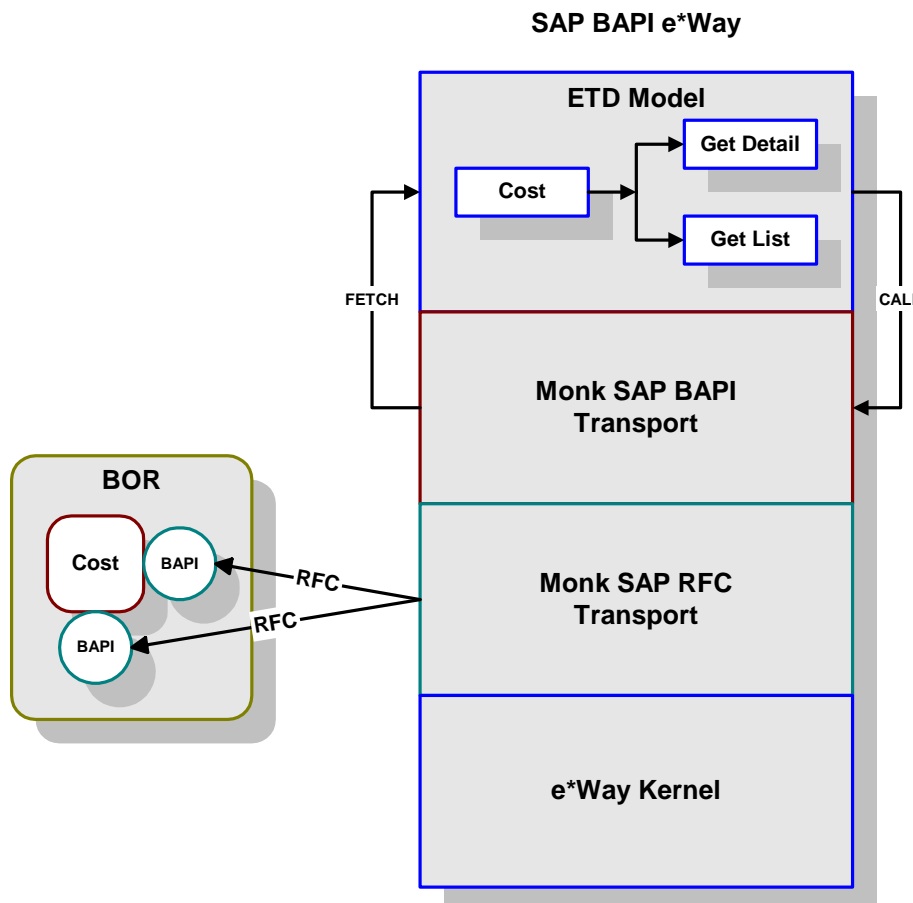 SAP BAPI e*Way
ETD Model
Get Detail
Cost
Get List
FETCH
CALL
Monk SAP BAPI
Transport
BOR
Cost
BAPI
RFC
Monk SAP RFC
Transport
RFC
BAPI
e*Way Kernel